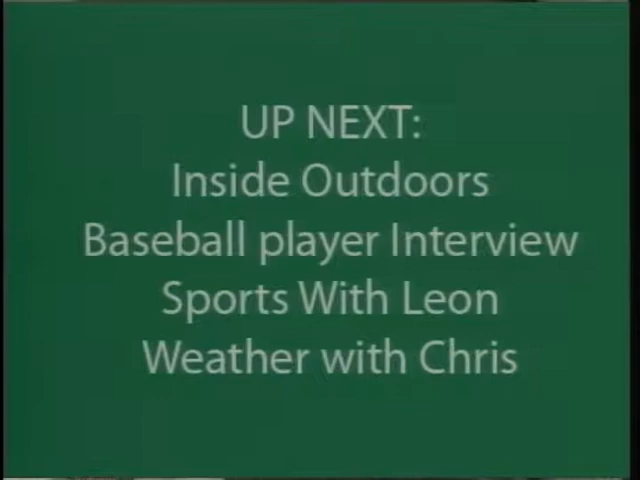 UP NEXT:
Inside Outdoors
Baseball player Interview
Sports With Leon
Weather with Chris